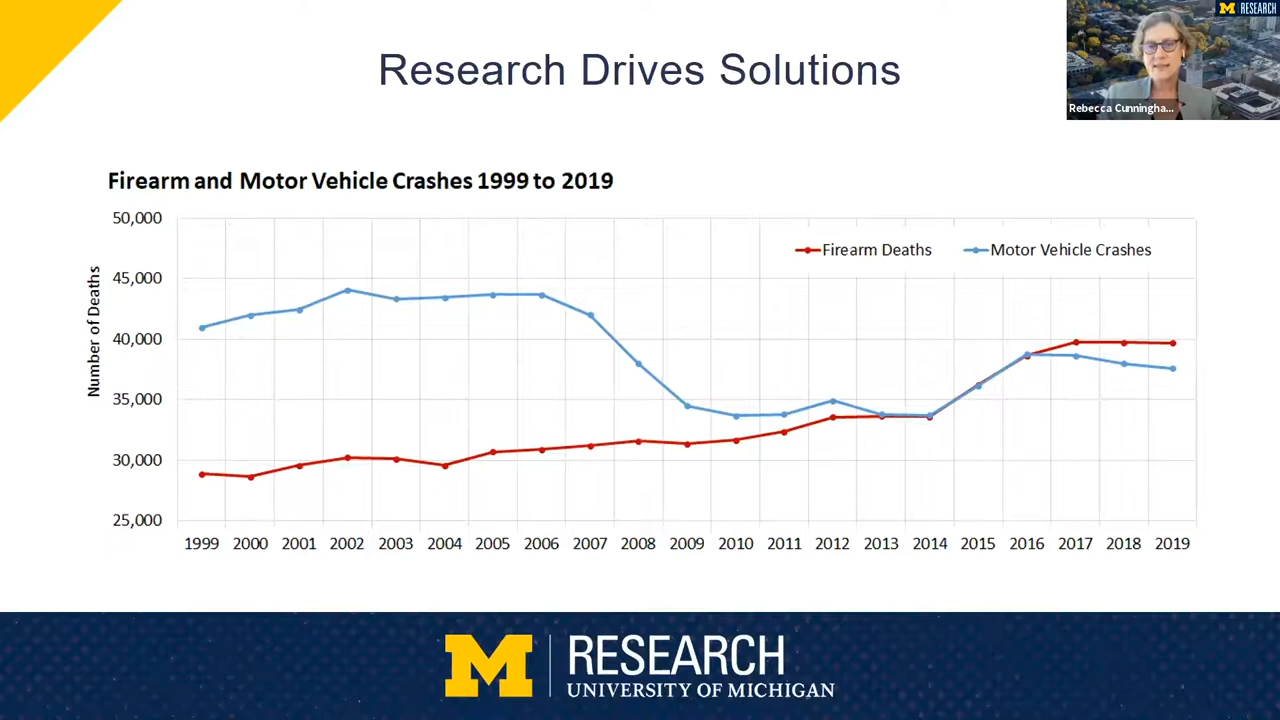 Research Drives Solutions
M RESEARCH
Rebecca Cunningha...
Firearm and Motor Vehicle Crashes 1999 to 2019
Firearm Deaths
Motor Vehicle Crashes
Number of Deaths
50,000
45,000
40,000
35,000
30,000
25,000
1999 2000 2001 2002 2003 2004 2005 2006 2007 2008 2009 2010 2011 2012 2013 2014 2015 2016 2017 2018 2019
M RESEARCH
UNIVERSITY OF MICHIGAN